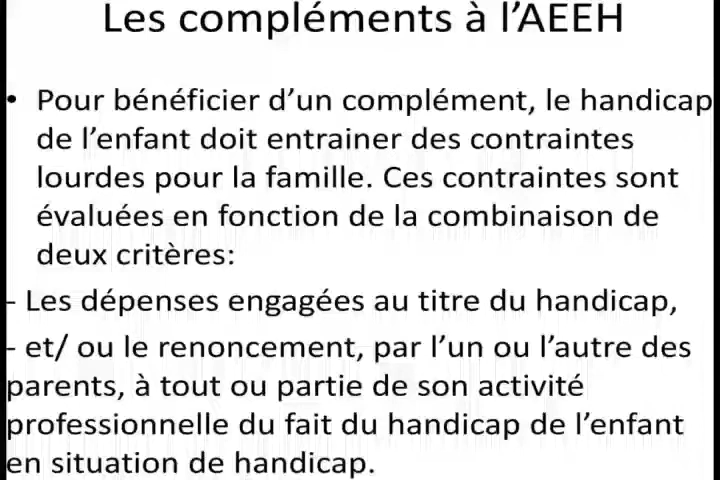 Les compléments à l'AEEH
• Pour bénéficier d'un complément, le handicap
de l'enfant doit entrainer des contraintes
lourdes pour la famille. Ces contraintes sont
évaluées en fonction de la combinaison de
deux critères:
- Les dépenses engagées au titre du handicap,
- et/ ou le renoncement, par l'un ou l'autre des
parents, à tout ou partie de son activité
professionnelle du fait du handicap de l'enfant
en situation de handicap.